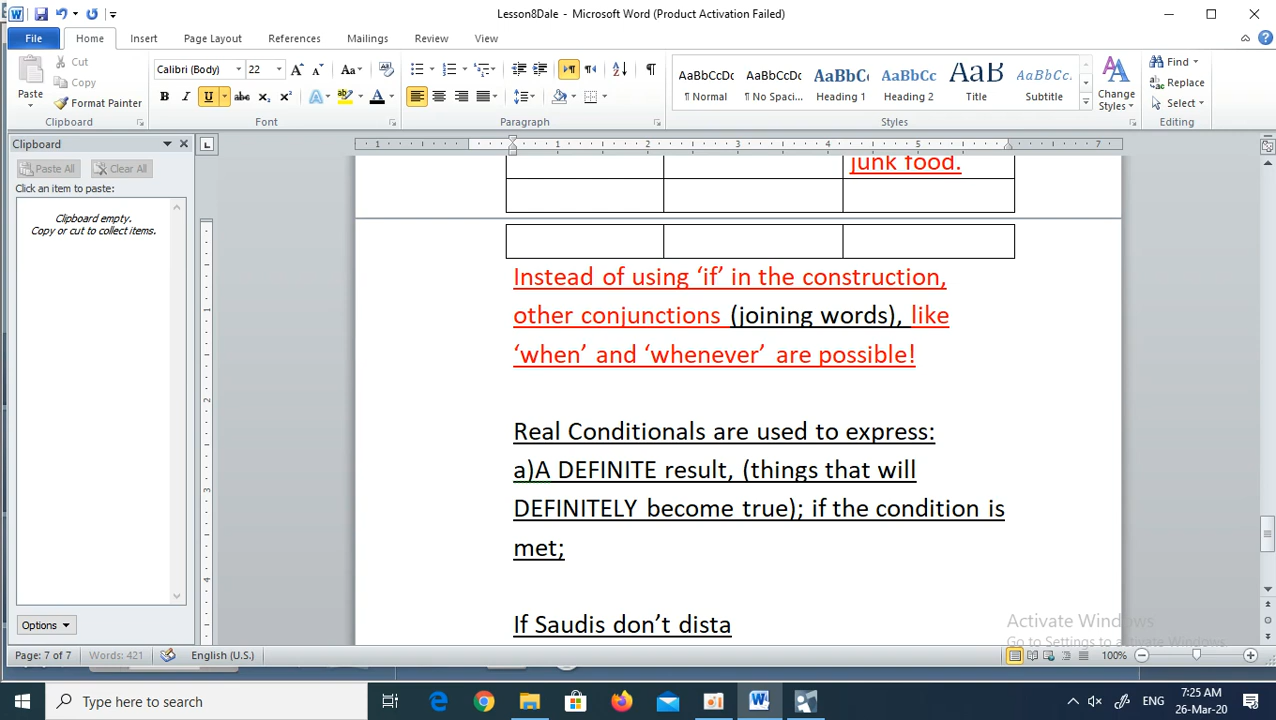 Lesson8Dale - Microsoft Word (Product Activation Failed)
File Home Insert Page Layout References Mailings Review View
Paste
Cut
Copy
Format Painter
Clipboard
Calibri (Body) 22
Font
Paragraph
AaBbCcDc AaBbCcDc AaBbC AaBbCc AaB AaBbCc.
¶ Normal ¶ No Spaci... Heading 1 Heading 2 Title Subtitle
Change Styles
Styles
Find
Replace
Select
Editing
Clipboard
Paste All Clear All
Click an item to paste:
Clipboard empty.
Copy or cut to collect items.
Options
junk food.
Instead of using ‘if’ in the construction,
other conjunctions (joining words), like
‘when’ and ‘whenever’ are possible!
Real Conditionals are used to express:
a)A DEFINITE result, (things that will
DEFINITELY become true); if the condition is
met;
If Saudis don’t dista
Activate Windows
Go to Settings to activate Windows.
Page: 7 of 7 Words: 421 English (U.S.) 100%
Type here to search
ENG
7:25 AM
26-Mar-20